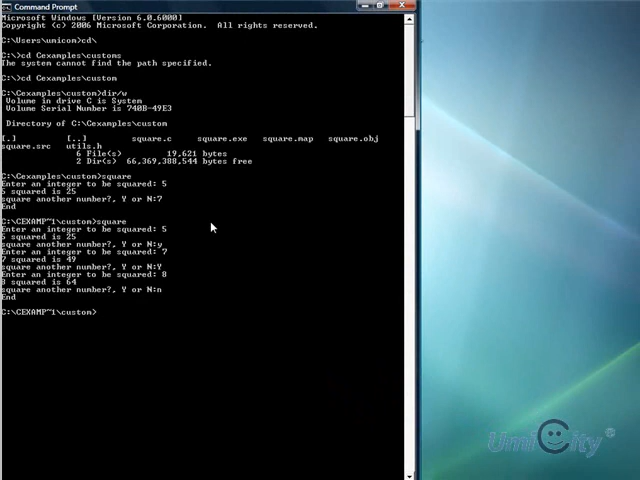 Command Prompt
Microsoft Windows [Version 6.0.6000]
Copyright (c) 2006 Microsoft Corporation. All rights reserved.
C:\Users\umicom>cd\
C:\>cd Cexamples\customs
The system cannot find the path specified.
C:\>cd Cexamples\custom
C:\Cexamples\custom>dir/w
Volume in drive C is System
Volume Serial Number is 740B-49E3
Directory of C:\Cexamples\custom
[.] [..] square.c square.exe square.map square.obj
square.src utils.h
6 File(s) 19,621 bytes
2 Dir(s) 66,369,388,544 bytes free
C:\Cexamples\custom>square
Enter an integer to be squared: 5
5 squared is 25
square another number?, Y or N:7
End
C:\CEXAMP~1\custom>square
Enter an integer to be squared: 5
5 squared is 25
square another number?, Y or N:y
Enter an integer to be squared: 7
7 squared is 49
square another number?, Y or N:Y
Enter an integer to be squared: 8
8 squared is 64
square another number?, Y or N:n
End
C:\CEXAMP~1\custom>
UmiCity®